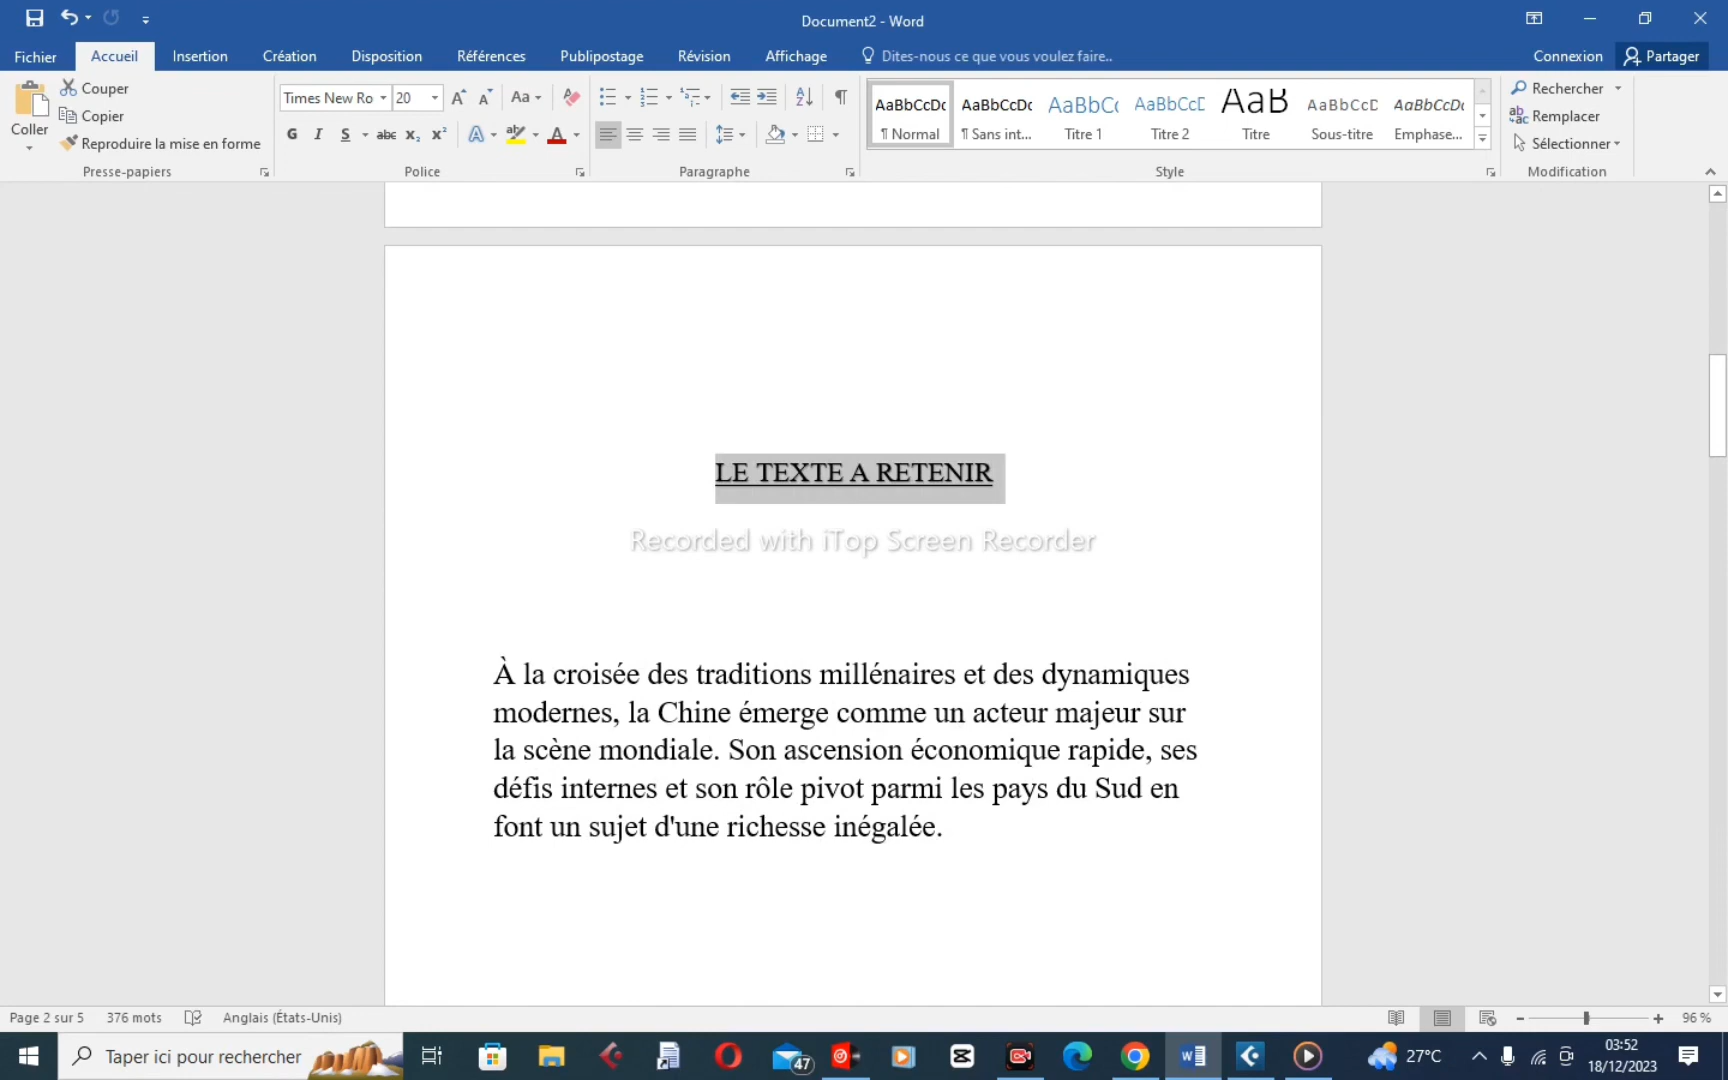 Document2 - Word
Fichier Accueil Insertion Création Disposition Références Publipostage Révision Affichage Dites-nous ce que vous voulez faire.. Connexion Partager
Coller
Couper
Copier
Reproduire la mise en forme
Presse-papiers
Times New Ro 20
Aa
G I S abc X₂ X²
Police
Paragraphe
AaBbCcDc AaBbCcDc AaBbCc AaBbCcE AaB AaBbCcD AaBbCcDc
¶ Normal ¶ Sans int... Titre 1 Titre 2 Titre Sous-titre Emphase...
Style
Rechercher
Remplacer
Sélectionner
Modification
LE TEXTE A RETENIR
Recorded with iTop Screen Recorder
À la croisée des traditions millénaires et des dynamiques
modernes, la Chine émerge comme un acteur majeur sur
la scène mondiale. Son ascension économique rapide, ses
défis internes et son rôle pivot parmi les pays du Sud en
font un sujet d'une richesse inégalée.
Page 2 sur 5 376 mots Anglais (États-Unis) 96 %
Taper ici pour rechercher 47 27°C 03:52
18/12/2023